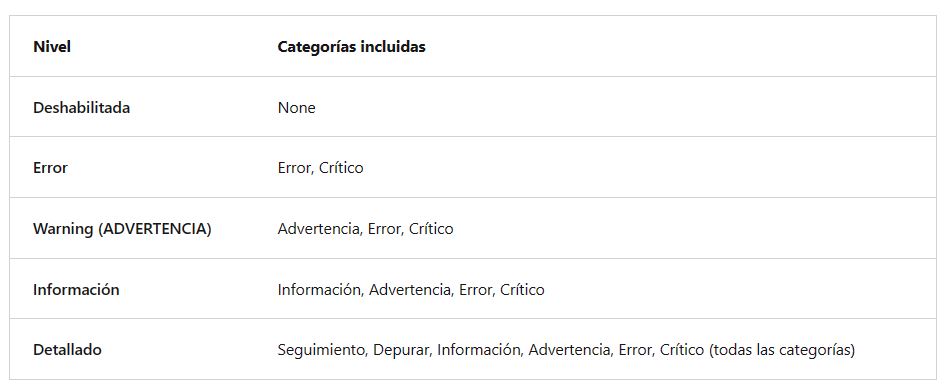 Nivel Categorías incluidas
Deshabilitada None
Error Error, Crítico
Warning (ADVERTENCIA) Advertencia, Error, Crítico
Información Información, Advertencia, Error, Crítico
Detallado Seguimiento, Depurar, Información, Advertencia, Error, Crítico (todas las categorías)